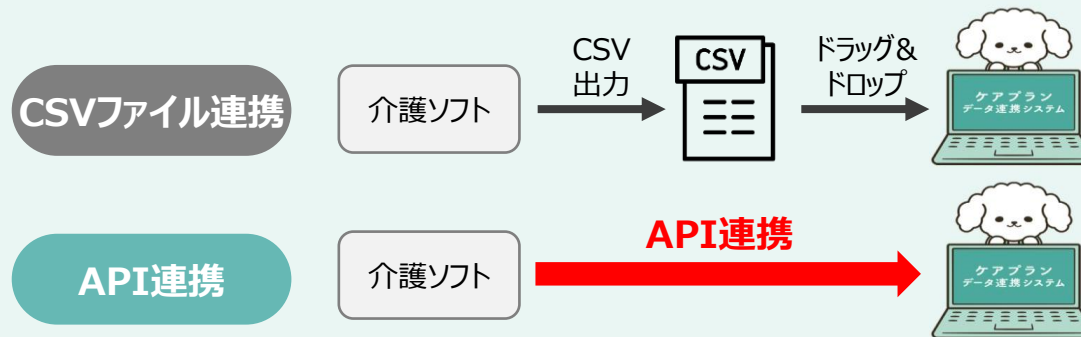 CSVファイル連携
介護ソフト
CSV
出力
CSV
ドラッグ&
ドロップ
ケアプラン
データ連携システム
API連携
介護ソフト
API連携
ケアプラン
データ連携システム